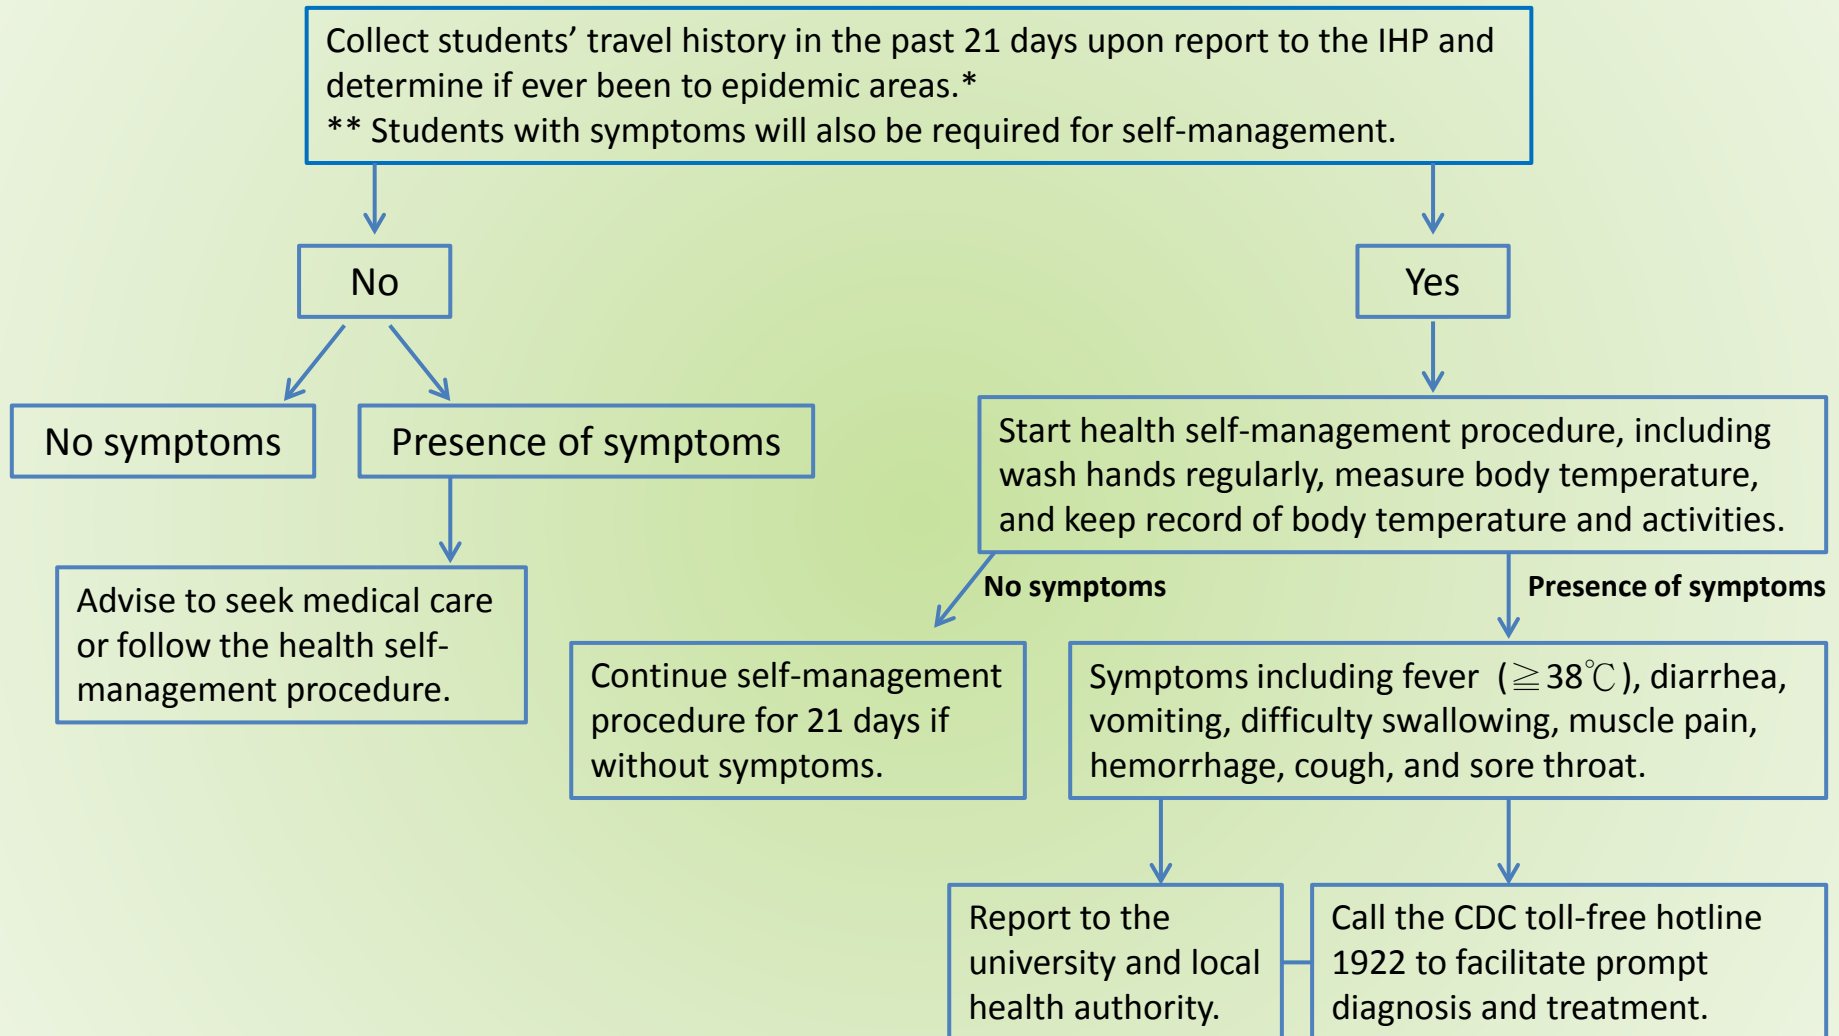 Collect students’ travel history in the past 21 days upon report to the IHP and
determine if ever been to epidemic areas.*
** Students with symptoms will also be required for self-management.
No
Yes
No symptoms
Presence of symptoms
Start health self-management procedure, including
wash hands regularly, measure body temperature,
and keep record of body temperature and activities.
Advise to seek medical care
or follow the health self-
management procedure.
No symptoms
Presence of symptoms
Continue self-management
procedure for 21 days if
without symptoms.
Symptoms including fever (≧38℃), diarrhea,
vomiting, difficulty swallowing, muscle pain,
hemorrhage, cough, and sore throat.
Report to the
university and local
health authority.
Call the CDC toll-free hotline
1922 to facilitate prompt
diagnosis and treatment.